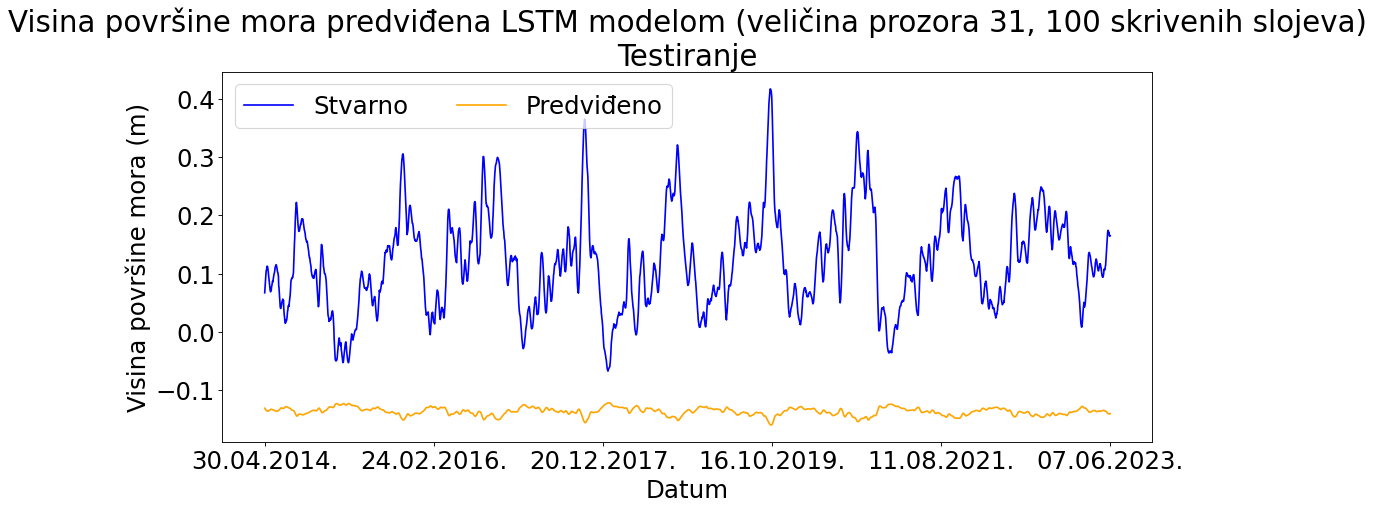 Visina površine mora predviđena LSTM modelom (veličina prozora 31, 100 skrivenih slojeva)
Testiranje
Stvarno
Predviđeno
Visina površine mora (m)
0.4
0.3
0.2
0.1
0.0
−0.1
30.04.2014.
24.02.2016.
20.12.2017.
16.10.2019.
11.08.2021.
07.06.2023.
Datum